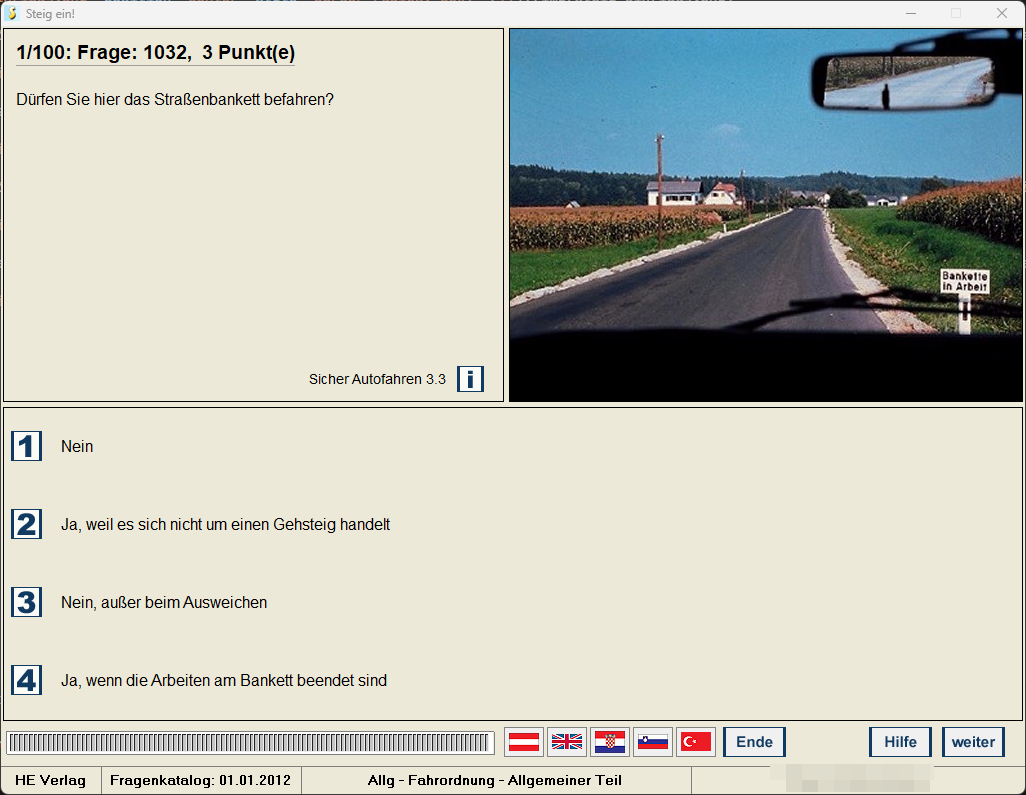 Steig ein!
1/100: Frage: 1032, 3 Punkt(e)
Dürfen Sie hier das Straßenbankett befahren?
Sicher Autofahren 3.3
i
Bankette
in Arbeit
1 Nein
2 Ja, weil es sich nicht um einen Gehsteig handelt
3 Nein, außer beim Ausweichen
4 Ja, wenn die Arbeiten am Bankett beendet sind
Ende Hilfe weiter
HE Verlag Fragenkatalog: 01.01.2012 Allg - Fahrordnung - Allgemeiner Teil